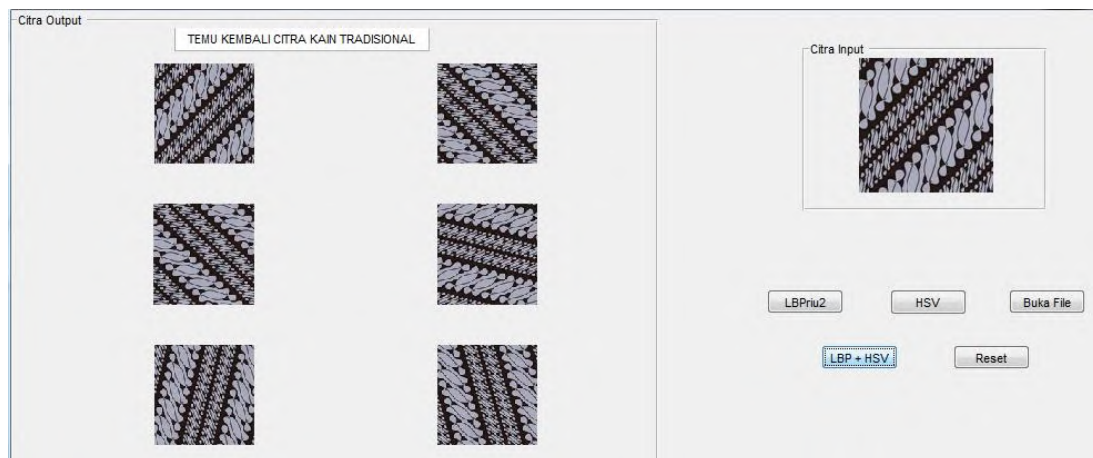 Citra Output
TEMU KEMBALI CITRA KAIN TRADISIONAL
Citra Input
LBPriu2
HSV
Buka File
LBP + HSV
Reset